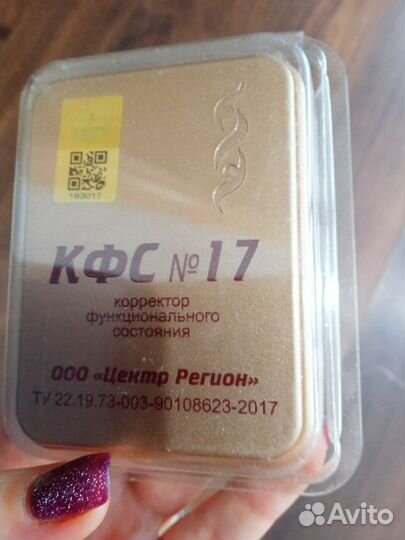 183017
КФС №17
корректор
функционального
состояния
ООО «Центр Регион»
ТУ 22.19.73-003-90108623-2017
Avito